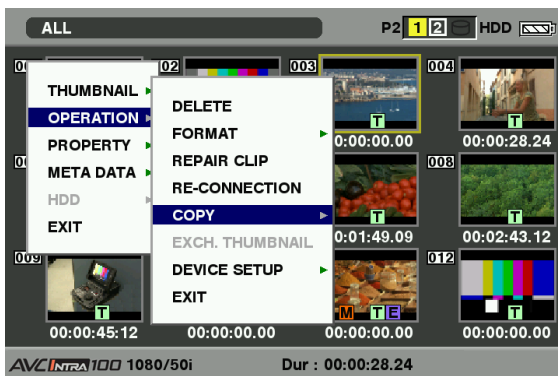 ALL P2 1 2 HDD
00 02 003 004
THUMBNAIL
OPERATION
PROPERTY
META DATA
HDD
EXIT
DELETE
FORMAT
REPAIR CLIP
RE-CONNECTION
COPY
EXCH. THUMBNAIL
DEVICE SETUP
EXIT
T T
0:00:00.00 00:00:28.24
00 008
T T
0:01:49.09 00:02:43.12
009 012
T M T E T
00:00:45:12 00:00:00.00 00:00:00.00 00:00:00.00
AVC INTRA 100 1080/50i Dur : 00:00:28.24